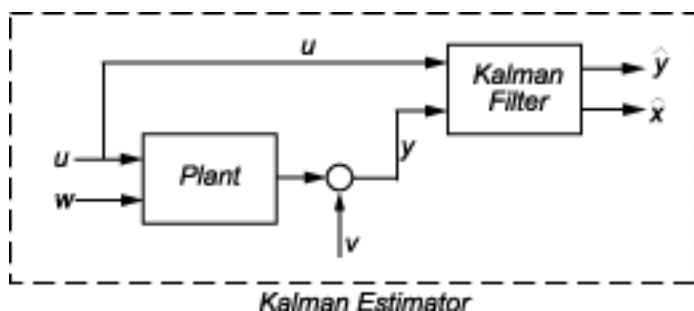 u
Kalman
Filter
ŷ
x̂
u
Plant
y
w
v
Kalman Estimator